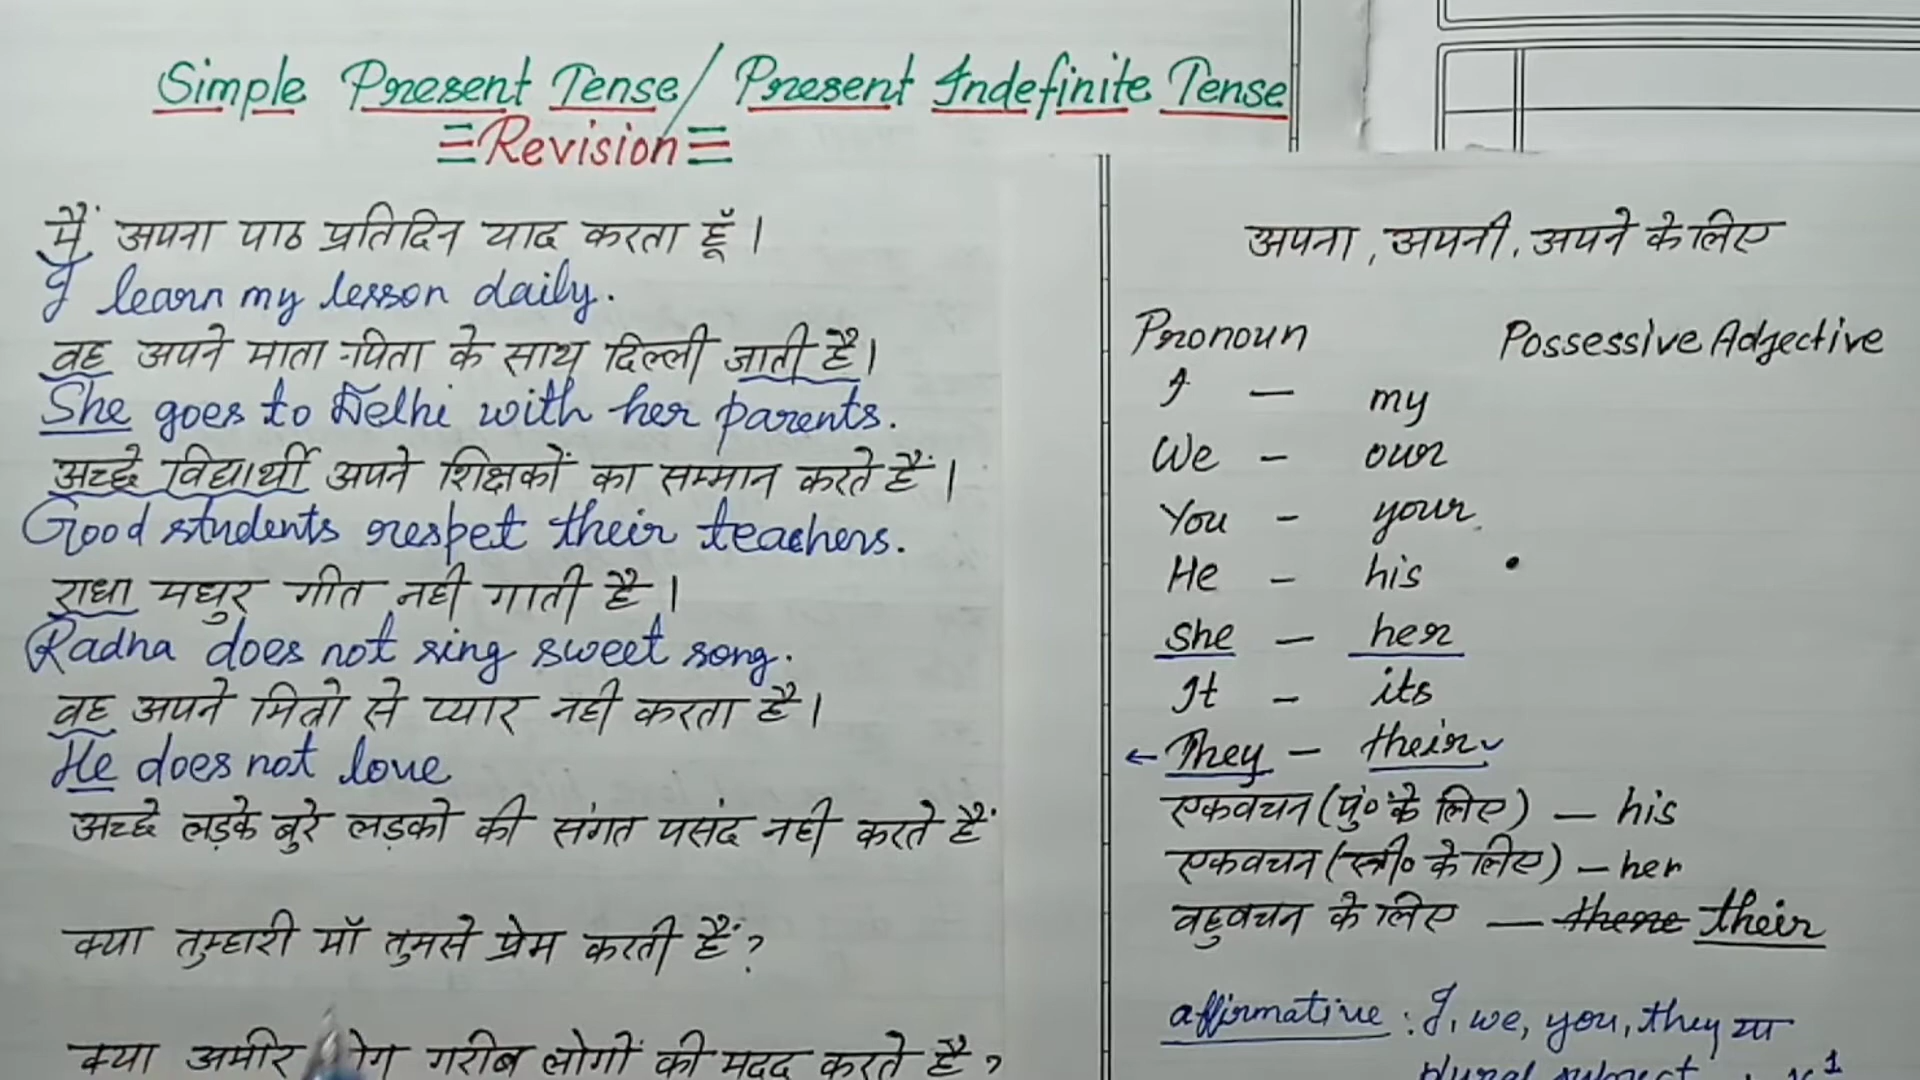 Simple Present Tense/ Present Indefinite Tense
Revision
मैं अपना पाठ प्रतिदिन याद करता हूँ।
I learn my lesson daily.
वह अपने माता-पिता के साथ दिल्ली जाती है।
She goes to Delhi with her parents.
अच्छे विद्यार्थी अपने शिक्षकों का सम्मान करते हैं।
Good students respet their teachers.
राधा मधुर गीत नही गाती है।
Radha does not sing sweet song.
वह अपने मित्रो से प्यार नही करता है।
He does not love
अच्छे लड़के बुरे लड़को की संगत पसंद नही करते हैं
क्या तुम्हारी माँ तुमसे प्रेम करती हैं?
क्या अमीर गरीब लोगों की मदद करते है?
अपना, अपनी, अपने के लिए
Pronoun Possessive Adjective
I — my
We - our
You - your
He - his
She - her
It - its
← They - their
एकवचन (पुं० के लिए) — his
एकवचन (स्त्री० के लिए) — her
बहुवचन के लिए — there their
affirmative : I, we, you, they या
plural subject